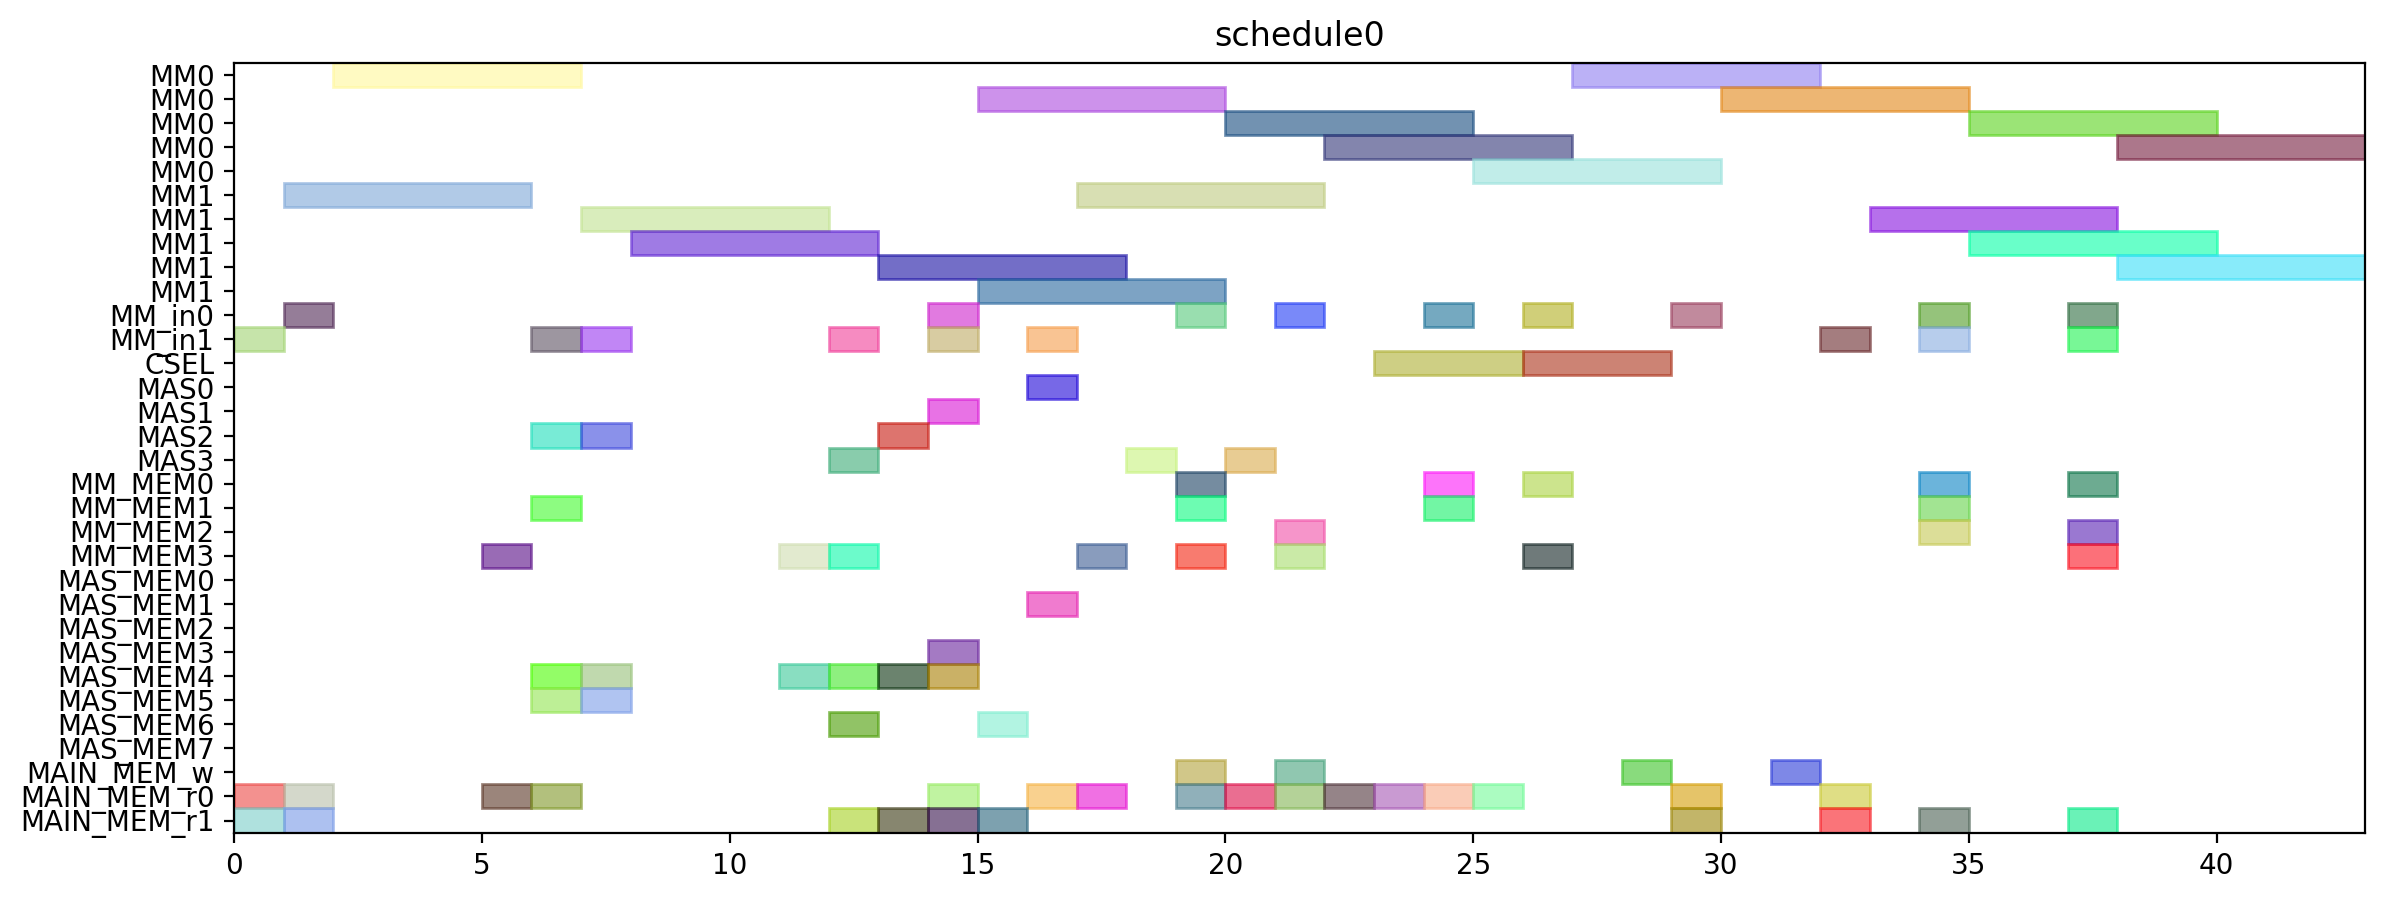 schedule0
MM0
MM0
MM0
MM0
MM0
MM1
MM1
MM1
MM1
MM1
MM_in0
MM_in1
CSEL
MAS0
MAS1
MAS2
MAS3
MM_MEM0
MM_MEM1
MM_MEM2
MM_MEM3
MAS_MEM0
MAS_MEM1
MAS_MEM2
MAS_MEM3
MAS_MEM4
MAS_MEM5
MAS_MEM6
MAS_MEM7
MAIN_MEM_w
MAIN_MEM_r0
MAIN_MEM_r1
0 5 10 15 20 25 30 35 40